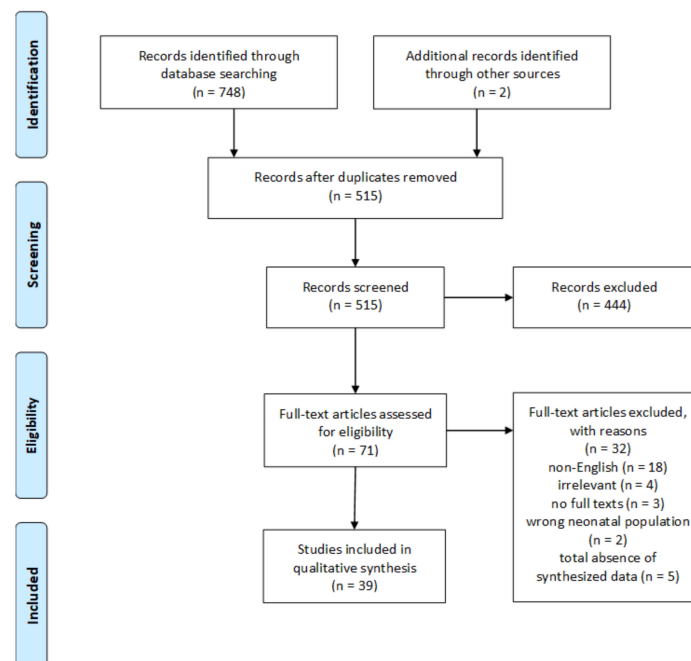 Identification
Records identified through
database searching
(n = 748)
Additional records identified
through other sources
(n = 2)
Records after duplicates removed
(n = 515)
Screening
Records screened
(n = 515)
Records excluded
(n = 444)
Eligibility
Full-text articles assessed
for eligibility
(n = 71)
Full-text articles excluded,
with reasons
(n = 32)
non-English (n = 18)
irrelevant (n = 4)
no full texts (n = 3)
wrong neonatal population
(n = 2)
total absence of
synthesized data (n = 5)
Included
Studies included in
qualitative synthesis
(n = 39)